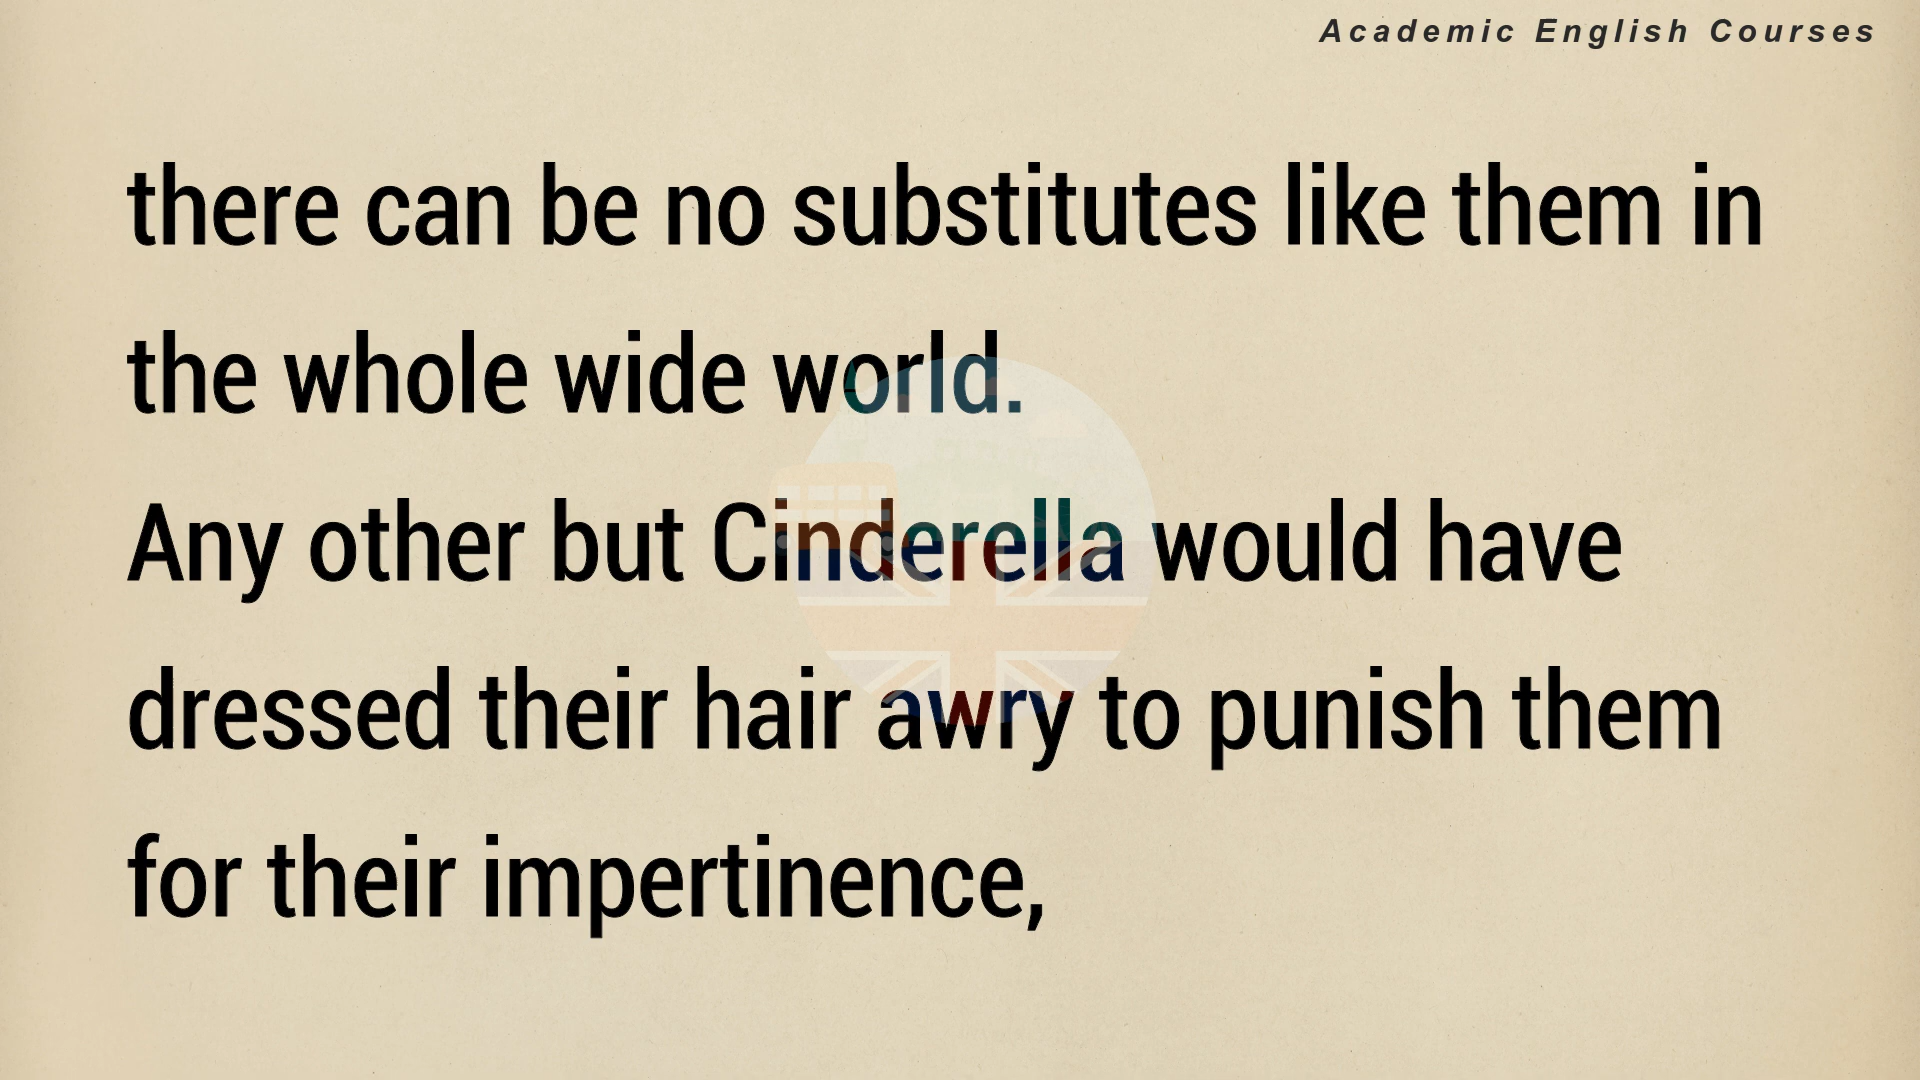 Academic English Courses
there can be no substitutes like them in
the whole wide world.
Any other but Cinderella would have
dressed their hair awry to punish them
for their impertinence,